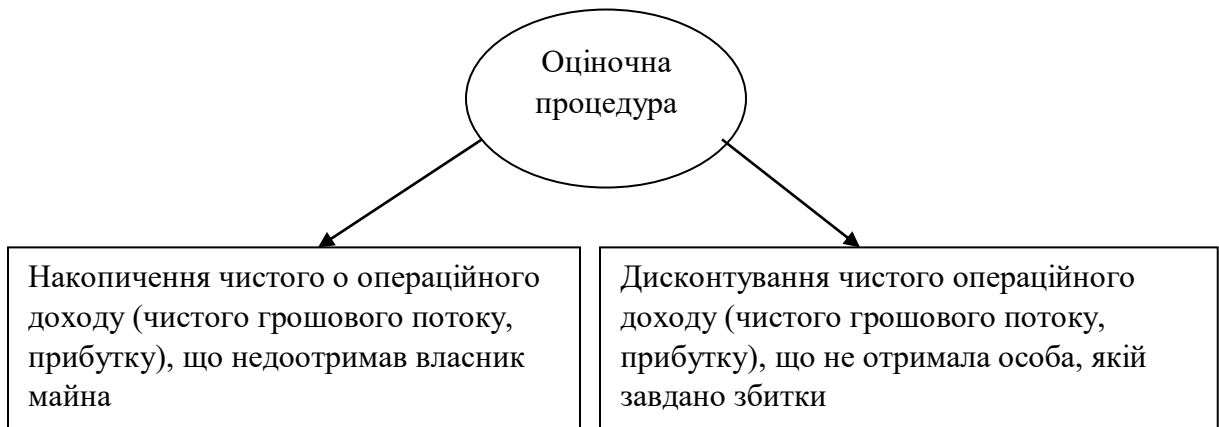 Оціночна
процедура
Накопичення чистого о операційного
доходу (чистого грошового потоку,
прибутку), що недоотримав власник
майна
Дисконтування чистого операційного
доходу (чистого грошового потоку,
прибутку), що не отримала особа, якій
завдано збитки